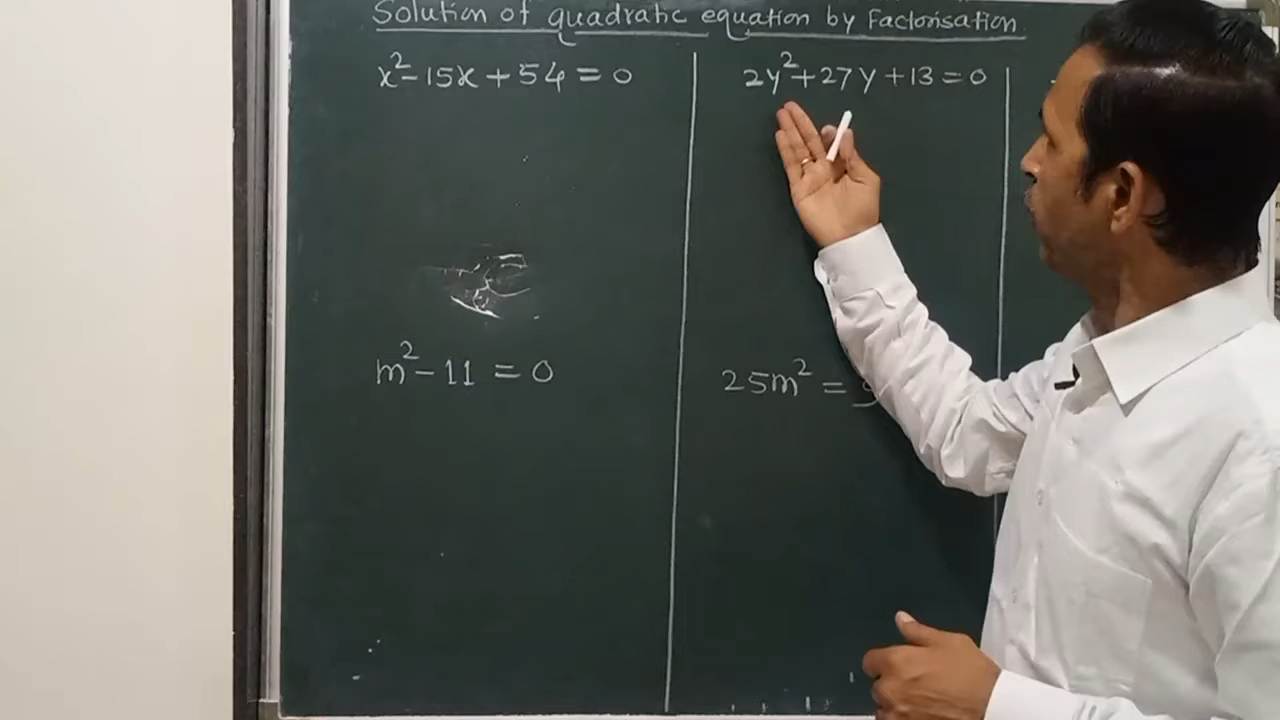 Solution of quadratic equation by Factorisation
x² - 15x + 54 = 0
2y² + 27y + 13 = 0
m² - 11 = 0
25m² =